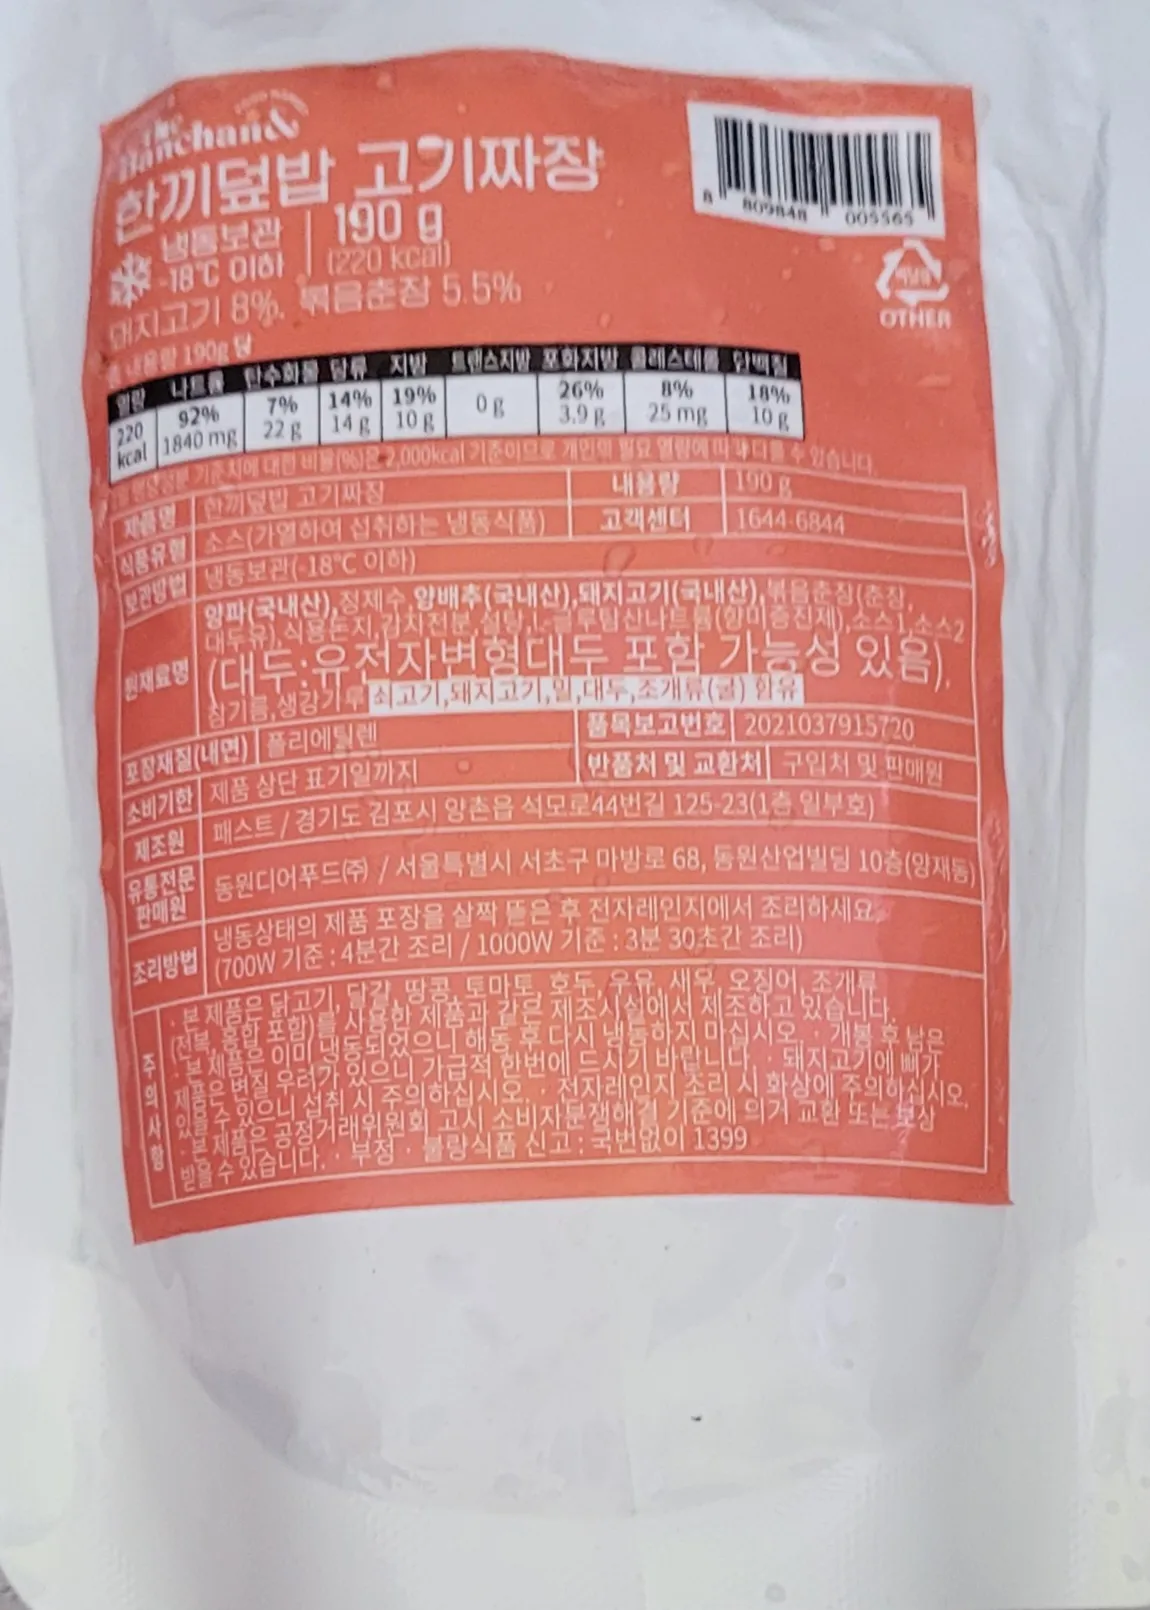 The
Banchan&
한끼덮밥 고기짜장
냉동보관
-18℃ 이하
190 g
(220 kcal)
돼지고기 8%, 볶음춘장 5.5%
총 내용량 190g 당
열량 나트륨 탄수화물 당류 지방 트랜스지방 포화지방 콜레스테롤 단백질
92% 7% 14% 19% 26% 8% 18%
220 kcal 1840 mg 22 g 14 g 10 g 0 g 3.9 g 25 mg 10 g
1일 영양성분 기준치에 대한 비율(%)은 2,000kcal 기준이므로 개인의 필요 열량에 따라 다를 수 있습니다.
8 809848 005565
OTHER
제품명 한끼덮밥 고기짜장 내용량 190 g
식품유형 소스(가열하여 섭취하는 냉동식품) 고객센터 1644-6844
보관방법 냉동보관(-18℃ 이하)
원재료명
양파(국내산),정제수,양배추(국내산),돼지고기(국내산),볶음춘장(춘장,
대두유),식용돈지,감자전분,설탕,L-글루탐산나트륨(향미증진제),소스1,소스2
(대두:유전자변형대두 포함 가능성 있음),
참기름,생강가루 쇠고기,돼지고기,밀,대두,조개류(굴) 함유
포장재질(내면) 폴리에틸렌 품목보고번호 2021037915720
소비기한 제품 상단 표기일까지 반품처 및 교환처 구입처 및 판매원
제조원 패스트 / 경기도 김포시 양촌읍 석모로44번길 125-23(1층 일부호)
유통전문
판매원 동원디어푸드㈜ / 서울특별시 서초구 마방로 68, 동원산업빌딩 10층(양재동)
조리방법 냉동상태의 제품 포장을 살짝 뜯은 후 전자레인지에서 조리하세요.
(700W 기준 : 4분간 조리 / 1000W 기준 : 3분 30초간 조리)
주의사항
· 본 제품은 닭고기, 달걀, 땅콩, 토마토, 호두, 우유, 새우, 오징어, 조개류
(전복, 홍합 포함)를 사용한 제품과 같은 제조시설에서 제조하고 있습니다.
· 본 제품은 이미 냉동되었으니 해동 후 다시 냉동하지 마십시오. · 개봉 후 남은
제품은 변질 우려가 있으니 가급적 한번에 드시기 바랍니다. · 돼지고기에 뼈가
있을 수 있으니 섭취 시 주의하십시오. · 전자레인지 조리 시 화상에 주의하십시오.
· 본 제품은 공정거래위원회 고시 소비자분쟁해결 기준에 의거 교환 또는 보상
받을 수 있습니다. · 부정 · 불량식품 신고 : 국번없이 1399